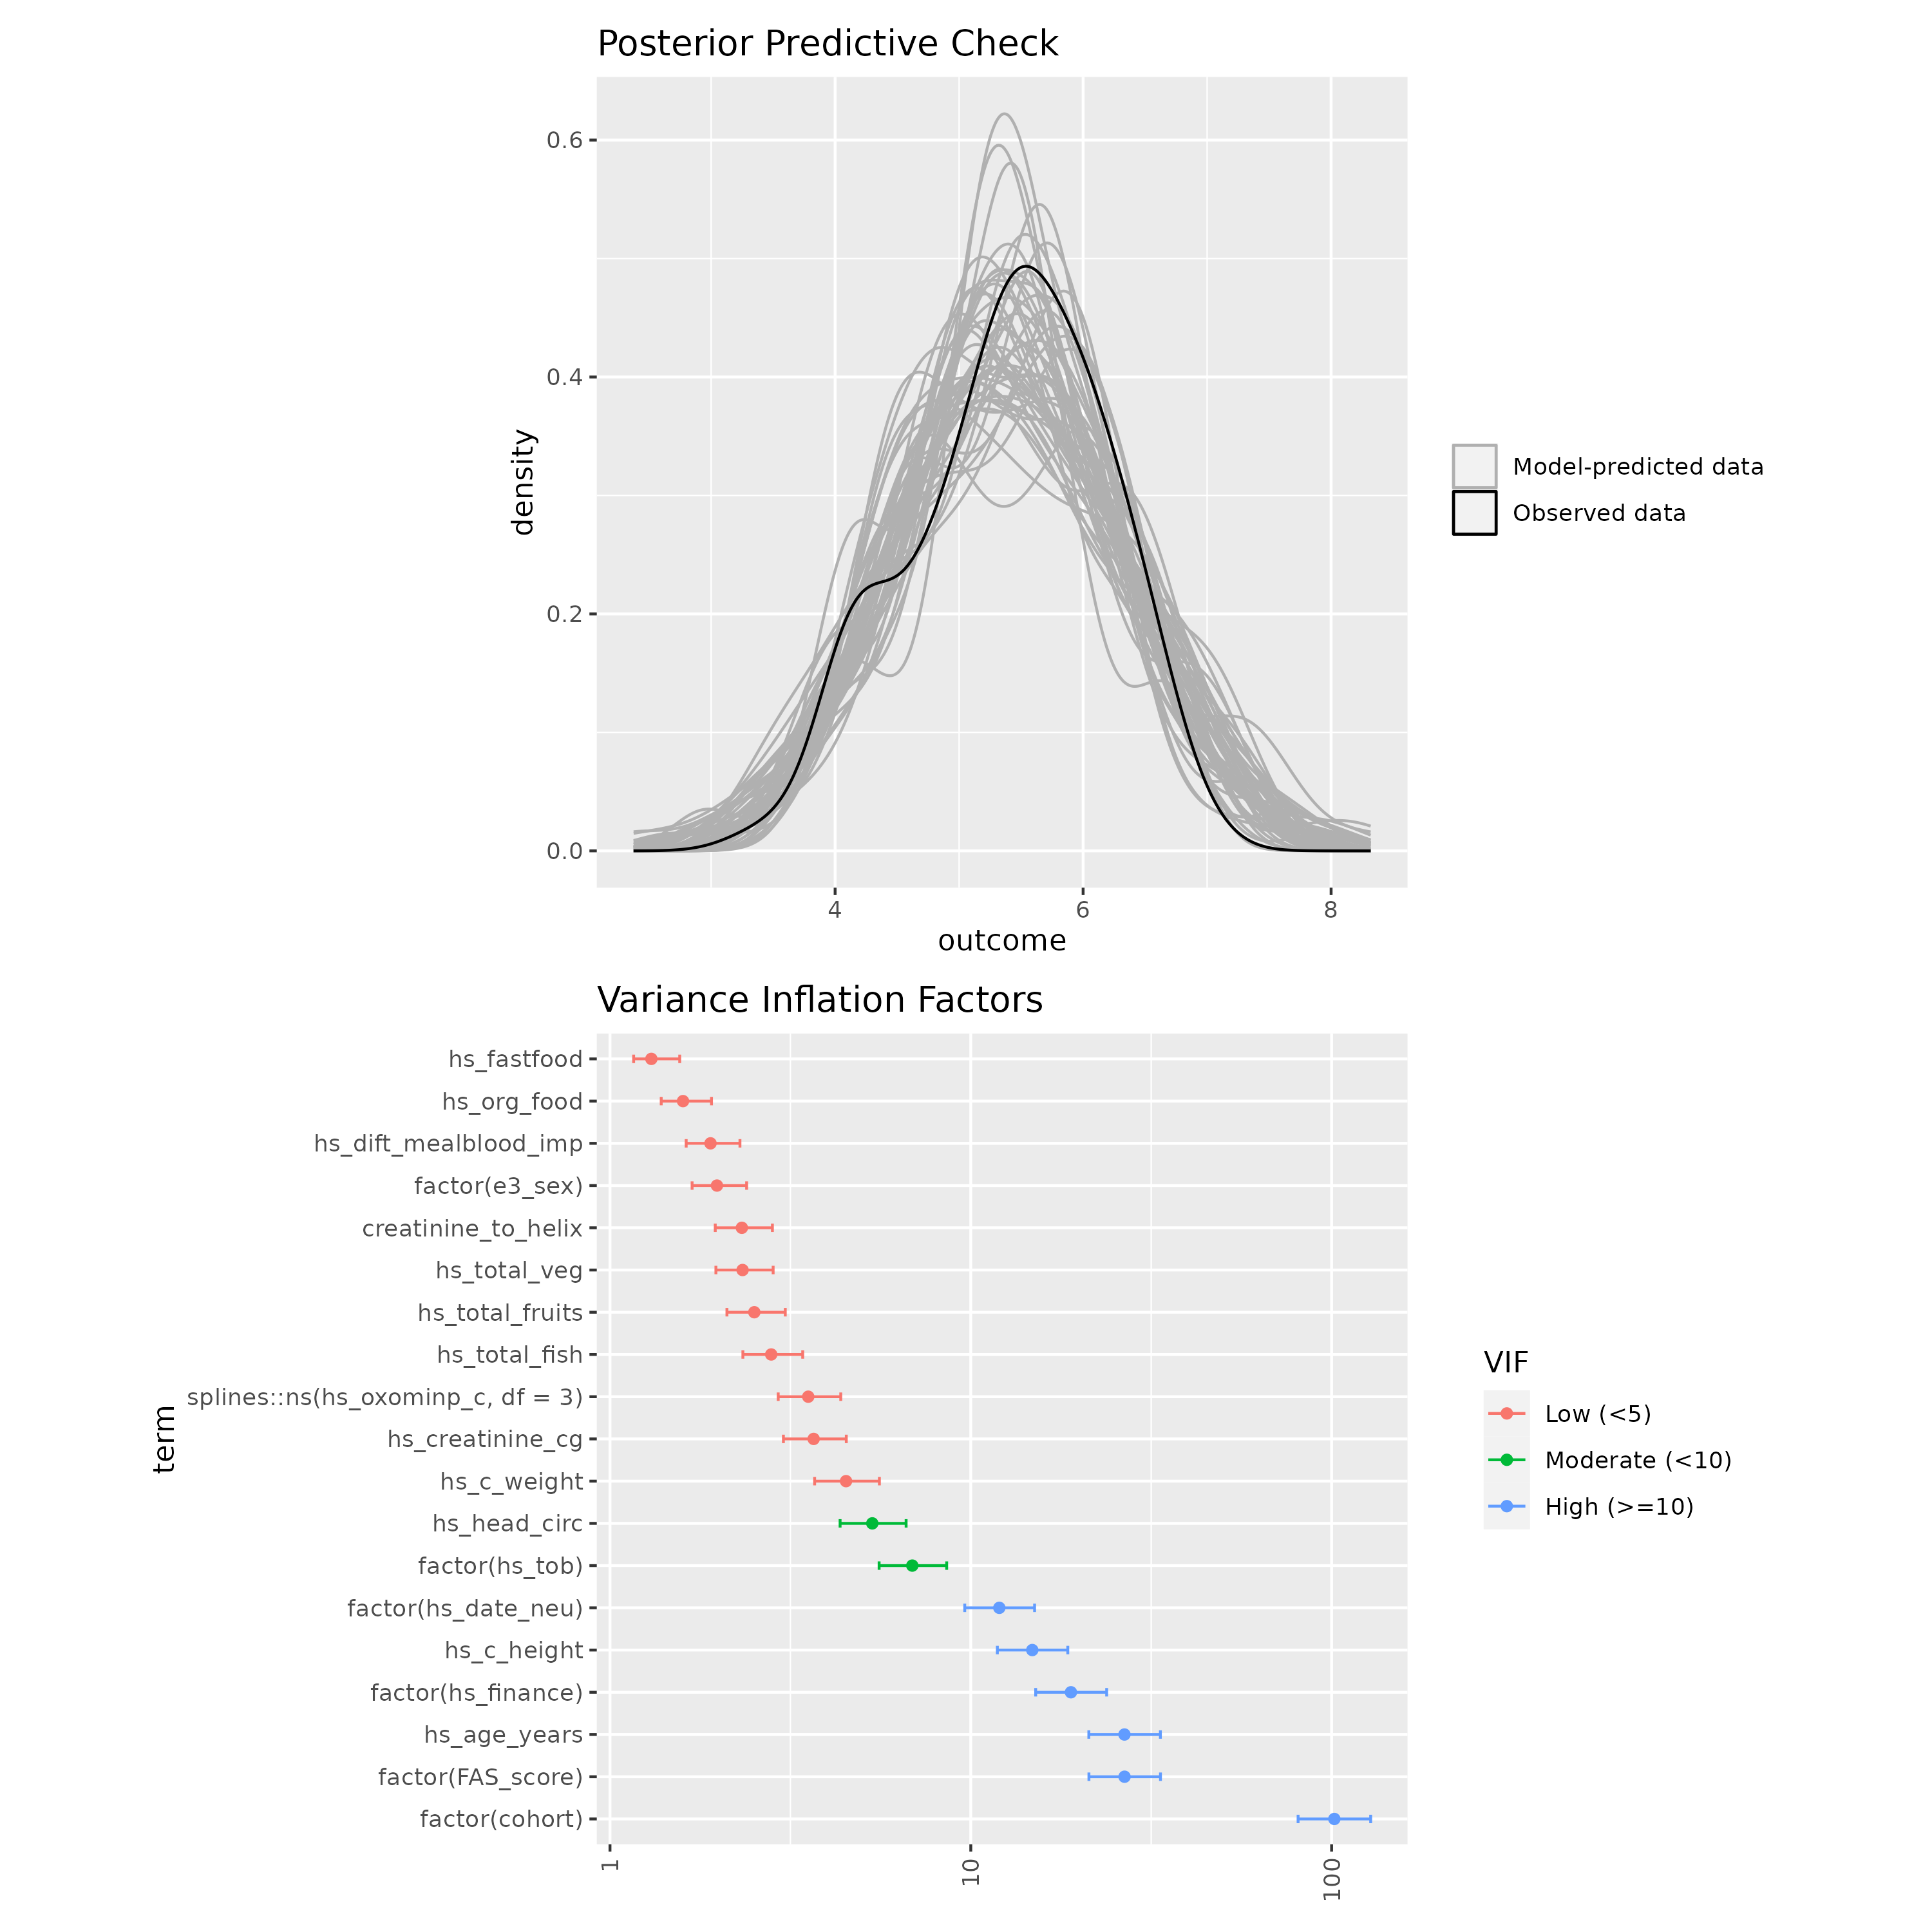 Posterior Predictive Check
0.6
0.4
0.2
0.0
density
4
6
8
outcome
Model-predicted data
Observed data
Variance Inflation Factors
hs_fastfood
hs_org_food
hs_dift_mealblood_imp
factor(e3_sex)
creatinine_to_helix
hs_total_veg
hs_total_fruits
hs_total_fish
splines::ns(hs_oxominp_c, df = 3)
hs_creatinine_cg
hs_c_weight
hs_head_circ
factor(hs_tob)
factor(hs_date_neu)
hs_c_height
factor(hs_finance)
hs_age_years
factor(FAS_score)
factor(cohort)
term
1
10
100
VIF
Low (<5)
Moderate (<10)
High (>=10)